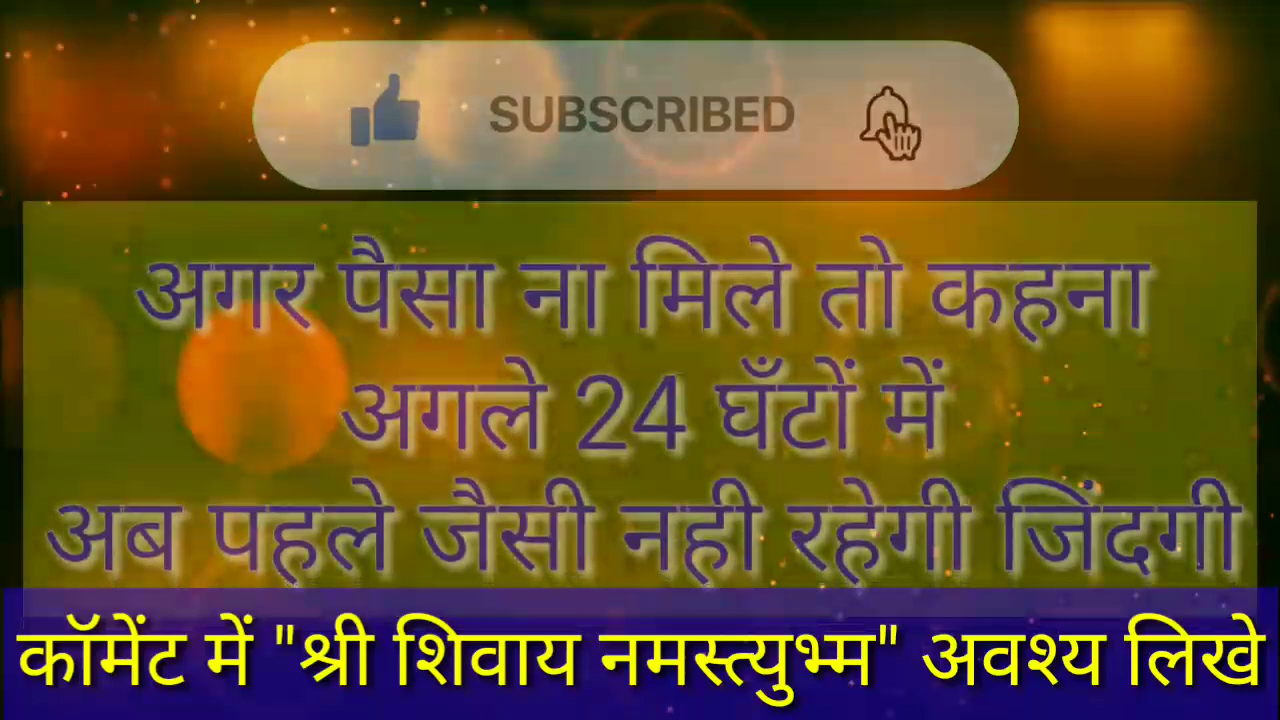 SUBSCRIBED
अगर पैसा ना मिले तो कहना
अगले 24 घँटों में
अब पहले जैसी नही रहेगी जिंदगी
कॉमेंट में "श्री शिवाय नमस्त्युभ्म" अवश्य लिखे